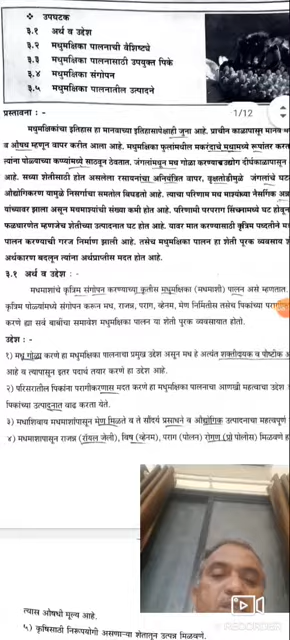 ❖ उपघटक
३.१ अर्थ व उद्देश
३.२ मधुमक्षिका पालनाची वैशिष्ट्ये
३.३ मधुमक्षिका पालनासाठी उपयुक्त पिके
३.४ मधुमक्षिका संगोपन
३.५ मधुमक्षिका पालनातील उत्पादने
1/12
प्रस्तावना : -
मधुमक्षिकांचा इतिहास हा मानवाच्या इतिहासापेक्षाही जुना आहे. प्राचीन काळापासून मानव
व औषध म्हणून वापर करीत आला आहे. मधुमक्षिका फुलांमधील मकरंदाचे मधामध्ये रूपांतर करतात
त्यांना पोळ्याच्या कप्प्यांमध्ये साठवून ठेवतात. जंगलांमधून मध गोळा करण्याचा उद्योग दीर्घकाळापासून
आहे. सध्या शेतीसाठी होत असलेला रसायनांचा अनियंत्रित वापर, वृक्षतोडीमुळे जंगलांचे
औद्योगिकरण यामुळे निसर्गाचा समतोल बिघडतो आहे. त्याचा परिणाम मध माश्यांच्या नैसर्गिक
यांच्यावर झाला असून मधमाश्यांची संख्या कमी होत आहे. परिणामी परपराग सिंचनामध्ये घट होवून
फळधारणेत म्हणजेच शेतीच्या उत्पादनात घट होत आहे. यावर मात करण्यासाठी कृत्रिम पध्दतीने
पालन करण्याची गरज निर्माण झाली आहे. तसेच मधुमक्षिका पालन हा शेती पूरक व्यवसाय
अर्थकारण बदलून त्यांना अर्थप्राप्तीस मदत होत आहे.
३.१ अर्थ व उद्देश : -
मधमाशांचे कृत्रिम संगोपन करण्याच्या कृतीस मधुमक्षिका (मधमाशी) पालन असे म्हणतात.
कृत्रिम पोळ्यांमध्ये संगोपन करून मध, राजन्न, पराग, व्हेनम, मेण निर्मितीस तसेच पिकांच्या
करणे ह्या सर्व बाबींचा समावेश मधुमक्षिका पालन या शेती पूरक व्यवसायात होतो.
उद्देश : -
१) मधु गोळा करणे हा मधुमक्षिका पालनाचा प्रमुख उद्देश असून मध हे अत्यंत शक्तीदायक व पौष्टीक
आहे व त्यापासून इतर पदार्थ तयार करणे हा उद्देश आहे.
२) परिसरातील पिकांना परागीकरणास मदत करणे हा मधुमक्षिका पालनाचा आणखी महत्वाचा उद्देश
पिकांच्या उत्पादनात वाढ करता येते.
३) मधाशिवाय मधमाशांपासून मेण मिळते व ते सौंदर्य प्रसाधने व औद्योगिक उत्पादनाचा महत्वपूर्ण
४) मधमाशापासून राजन्न (रॉयल जेली), विष (व्हेनम), पराग (पोलन) रोगण (प्रो पोलीस) मिळवणे
त्यास औषधी मूल्य आहे.
५) कृषिसाठी निरूपयोगी असणाऱ्या शेतातून उत्पन्न मिळवणे.
RECORDER